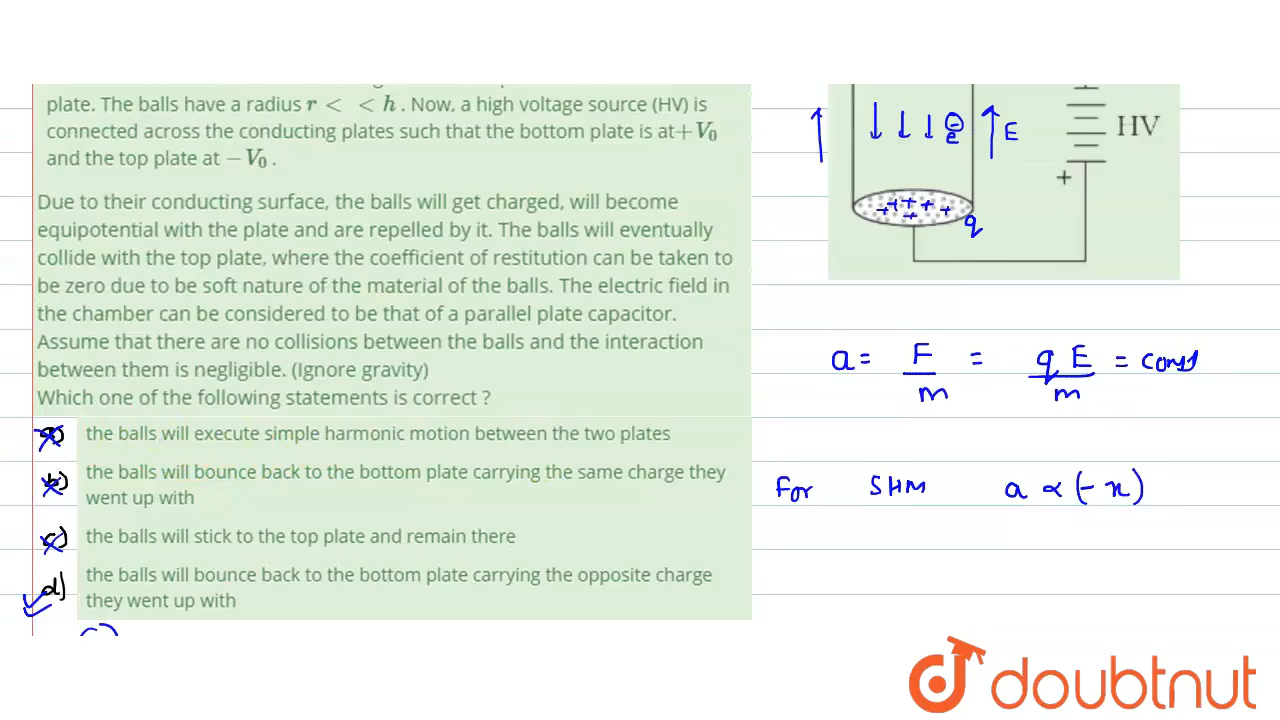 plate. The balls have a radius r < < h . Now, a high voltage source (HV) is
connected across the conducting plates such that the bottom plate is at +V₀
and the top plate at −V₀ .
Due to their conducting surface, the balls will get charged, will become
equipotential with the plate and are repelled by it. The balls will eventually
collide with the top plate, where the coefficient of restitution can be taken to
be zero due to be soft nature of the material of the balls. The electric field in
the chamber can be considered to be that of a parallel plate capacitor.
Assume that there are no collisions between the balls and the interaction
between them is negligible. (Ignore gravity)
Which one of the following statements is correct ?
a) the balls will execute simple harmonic motion between the two plates
b) the balls will bounce back to the bottom plate carrying the same charge they
went up with
c) the balls will stick to the top plate and remain there
d) the balls will bounce back to the bottom plate carrying the opposite charge
they went up with
E
HV
+
+ + + + + +
q
a = F/m = qE/m = const
For SHM a ∝ (- x)
doubtnut